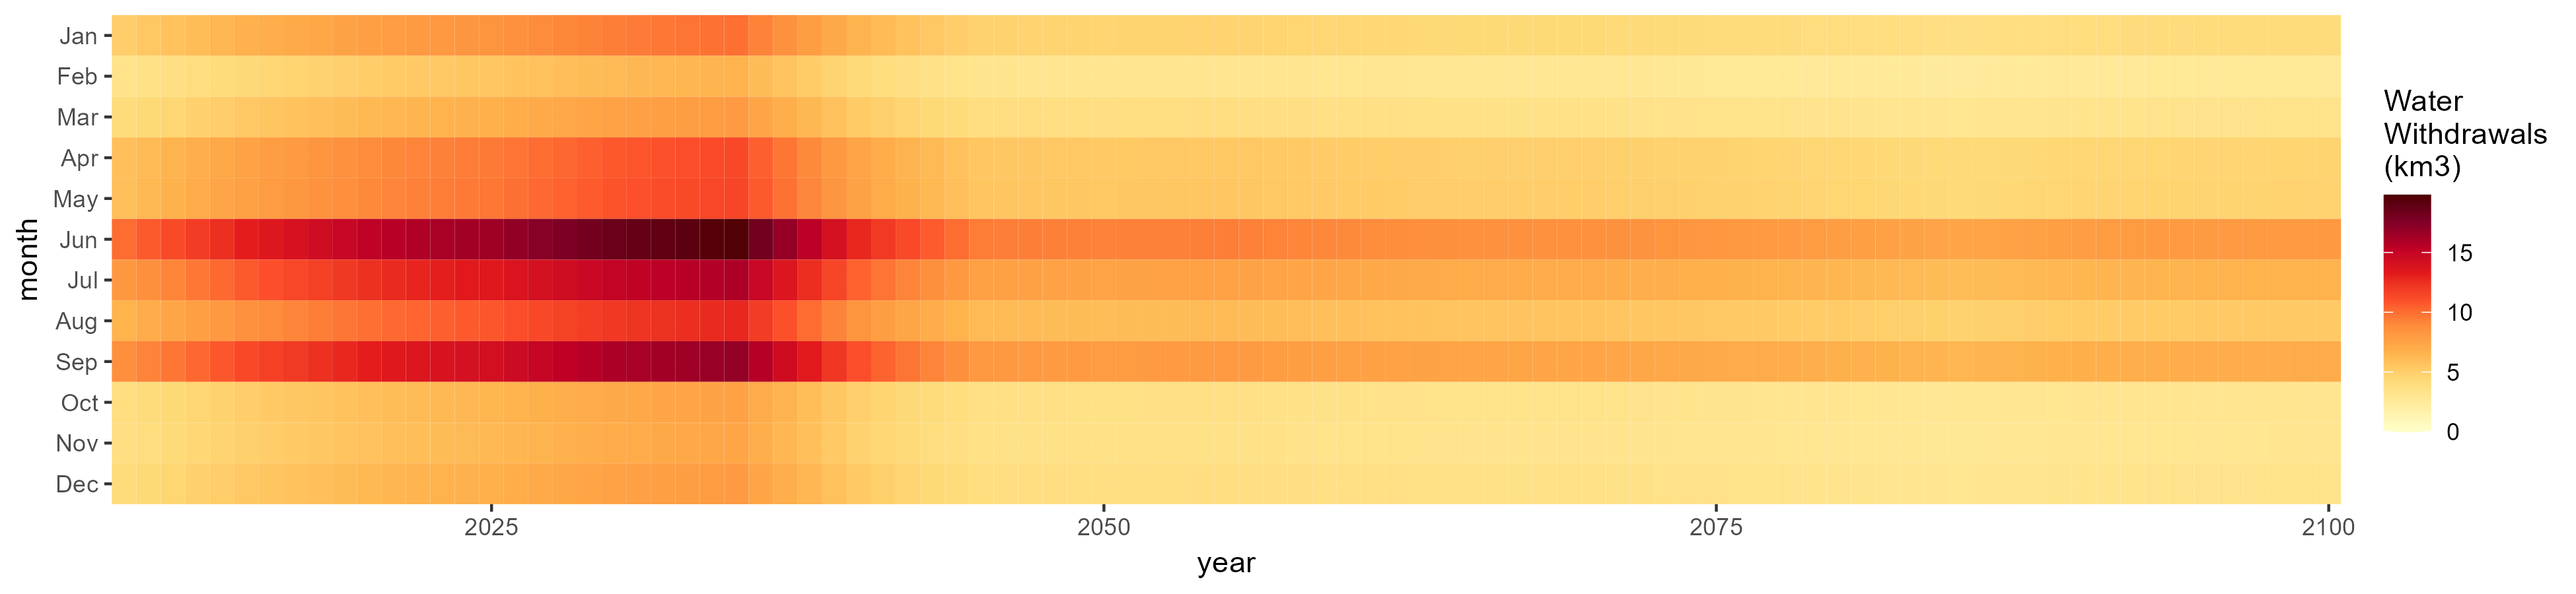 Jan
Feb
Mar
Apr
May
Jun
Jul
Aug
Sep
Oct
Nov
Dec
month
2025
2050
2075
2100
year
Water
Withdrawals
(km3)
15
10
5
0